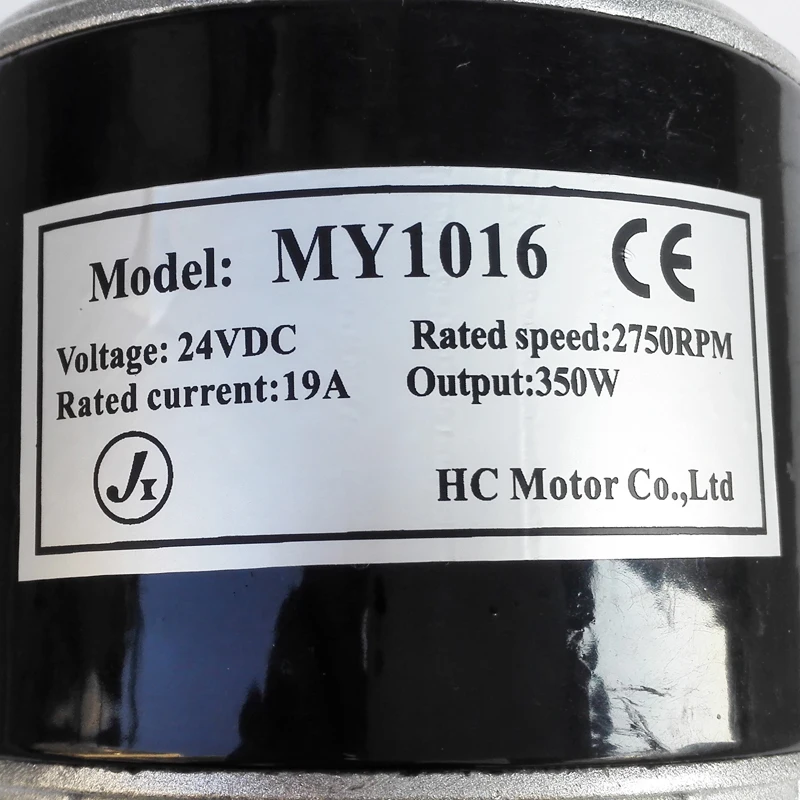 Model: MY1016 CE
Voltage: 24VDC Rated speed:2750RPM
Rated current:19A Output:350W
JI HC Motor Co.,Ltd